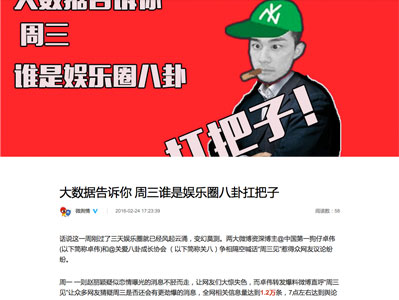 大数据告诉你
周三
谁是娱乐圈八卦
扛把子！
大数据告诉你 周三谁是娱乐圈八卦扛把子
微舆博
2016-02-24 17:23:39
阅读数：58
话说这一周刚过了三天娱乐圈就已经风起云涌，变幻莫测。两大微博资深博主@中国第一狗仔卓伟
(以下简称卓伟)和@关爱八卦成长协会（以下简称关八）争相隔空喊话"周三见"惹得众网友议论纷
纷。
周一 一则赵丽颖疑似恋情曝光的消息不胫而走，让网友们大惊失色，而卓伟转发爆料微博直呼"周三
见"让众多网友猜疑周三是否还会有更劲爆的消息，全网相关信息量达到1.2万条，7点左右达到舆论